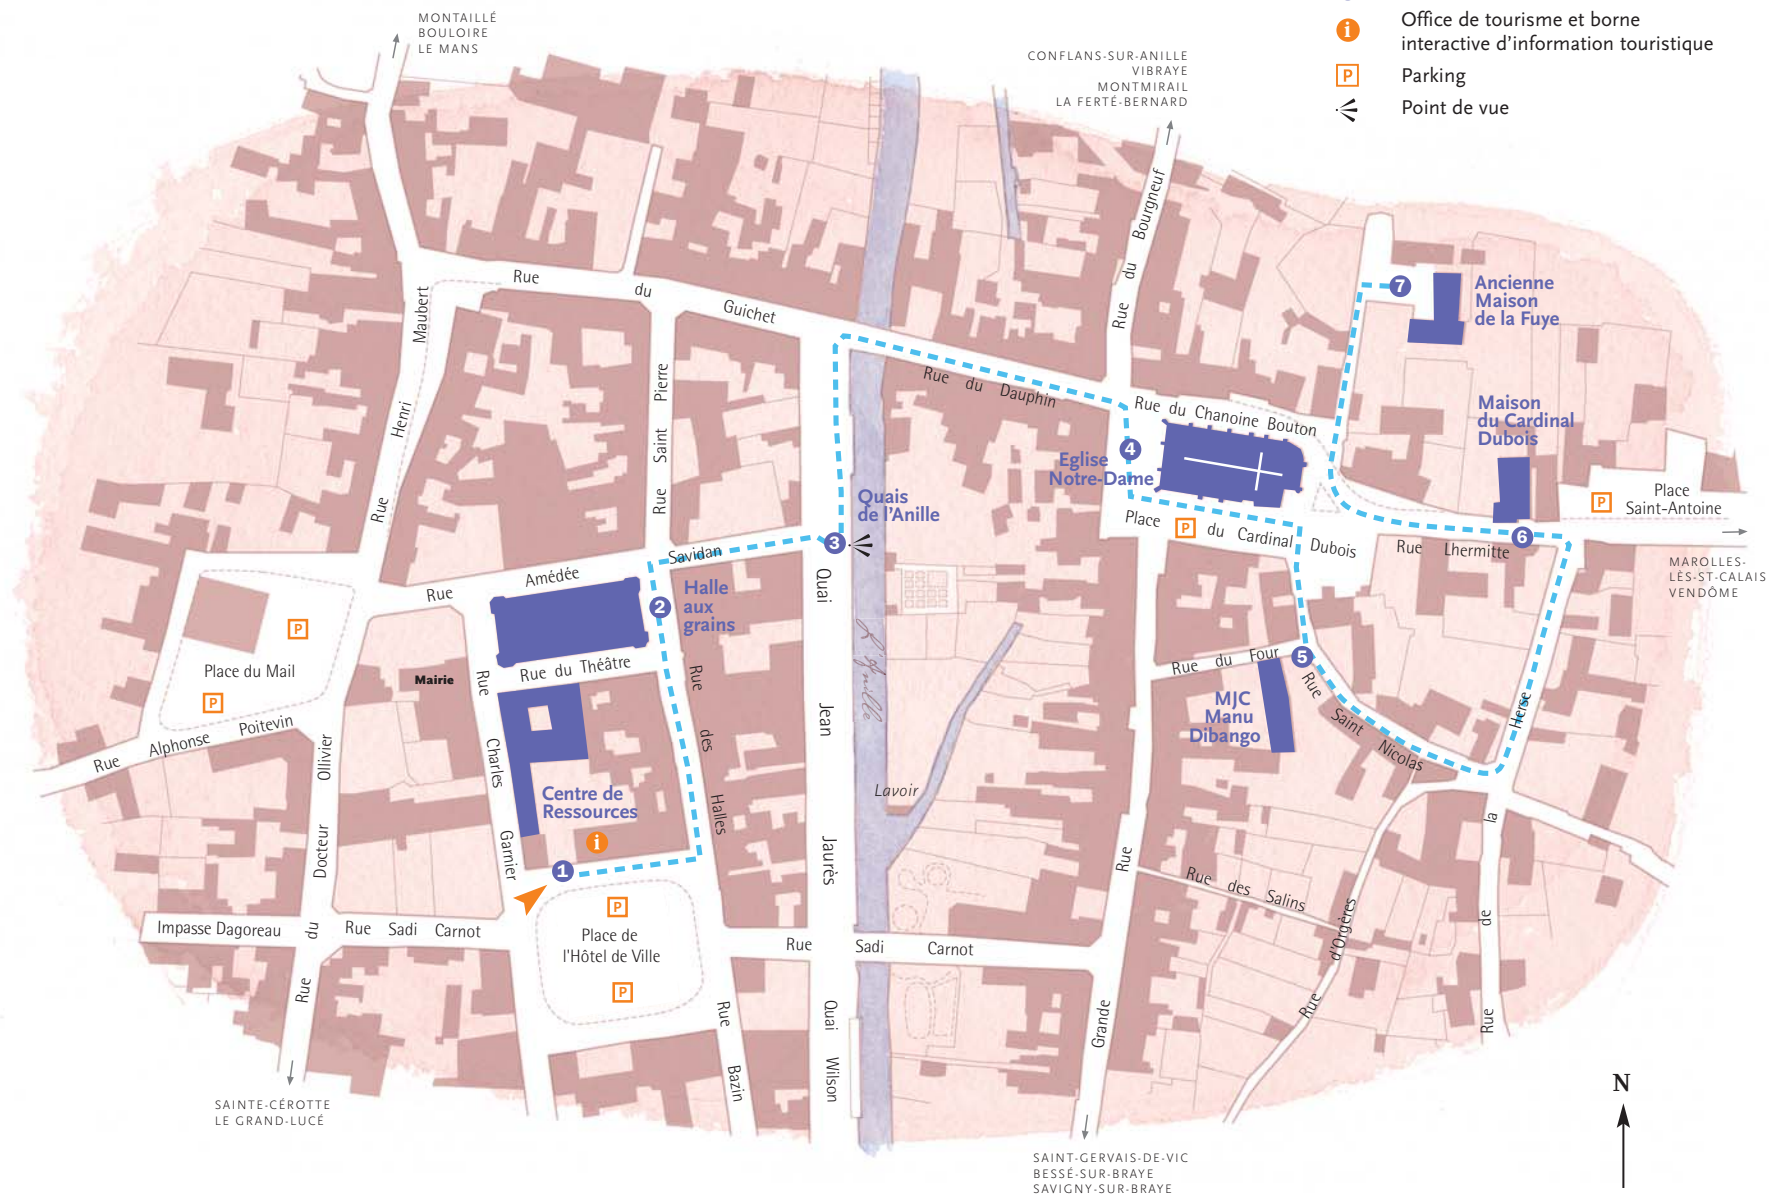 MONTAILLÉ
BOULOIRE
LE MANS
Office de tourisme et borne
interactive d'information touristique
P
Parking
Point de vue
CONFLANS-SUR-ANILLE
VIBRAYE
MONTMIRAIL
LA FERTÉ-BERNARD
i
Rue du Bourgneuf
Rue du Guichet
7
Ancienne
Maison
de la Fuye
Rue Henri Maubert
Rue Saint Pierre
Rue du Dauphin
Rue du Chanoine Bouton
Maison
du Cardinal
Dubois
4
Eglise
Notre-Dame
Quais
de l'Anille
3
P
Place
Saint-Antoine
Place du Cardinal Dubois
P
6
Rue Lhermitte
MAROLLES-
LÈS-ST-CALAIS
VENDÔME
Rue Amédée Savidan
2
Halle
aux
grains
Quai Jean Jaurès
L'Anille
P
Place du Mail
P
Mairie
Rue du Théâtre
Rue des Halles
Rue du Four
5
Rue Saint Nicolas
MJC
Manu
Dibango
Rue Alphonse Poitevin
Rue du Docteur Ollivier
Rue Charles Garnier
Centre de
Ressources
i
1
Lavoir
Rue de la Herse
Rue des Salins
Rue d'Orgères
Impasse Dagoreau
Rue Sadi Carnot
P
Place de
l'Hôtel de Ville
P
Rue Sadi Carnot
Grande Rue
Rue Bazin
Quai Wilson
SAINTE-CÉROTTE
LE GRAND-LUCÉ
SAINT-GERVAIS-DE-VIC
BESSÉ-SUR-BRAYE
SAVIGNY-SUR-BRAYE
N